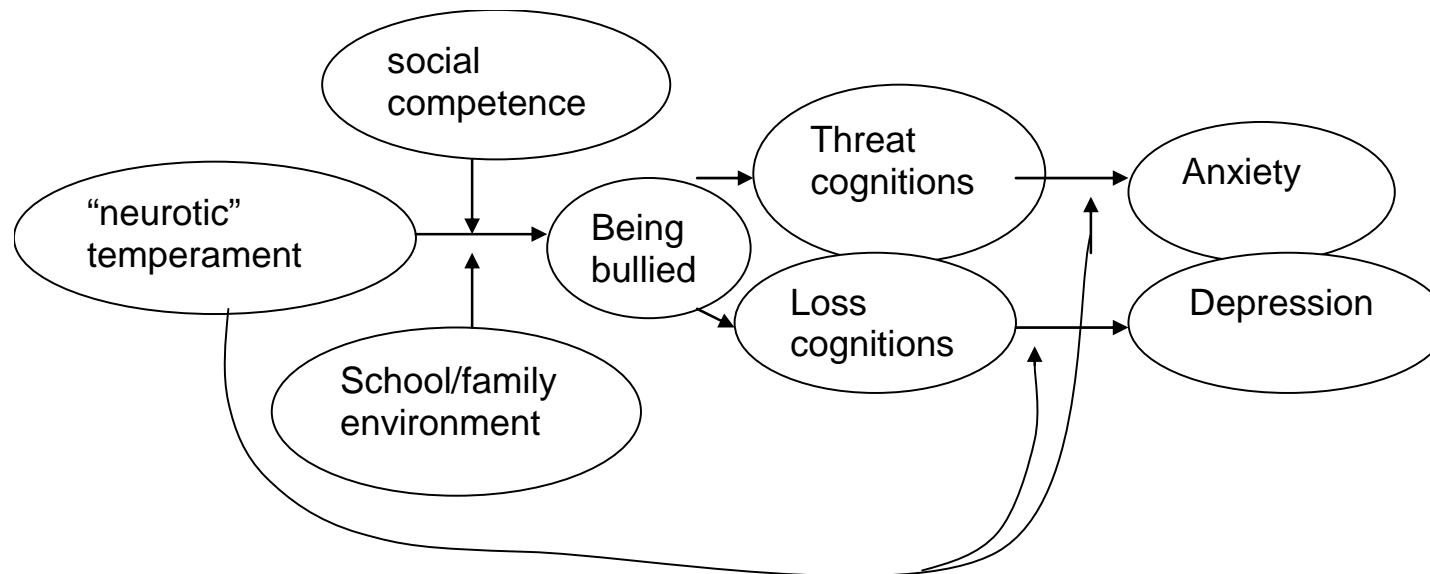 social
competence
“neurotic”
temperament
School/family
environment
Being
bullied
Threat
cognitions
Loss
cognitions
Anxiety
Depression